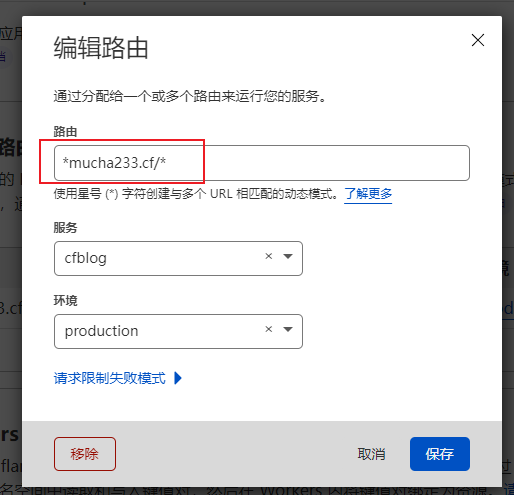 编辑路由
通过分配给一个或多个路由来运行您的服务。
路由
*mucha233.cf/*
使用星号 (*) 字符创建与多个 URL 相匹配的动态模式。了解更多
服务
cfblog
环境
production
请求限制失败模式
移除
取消
保存